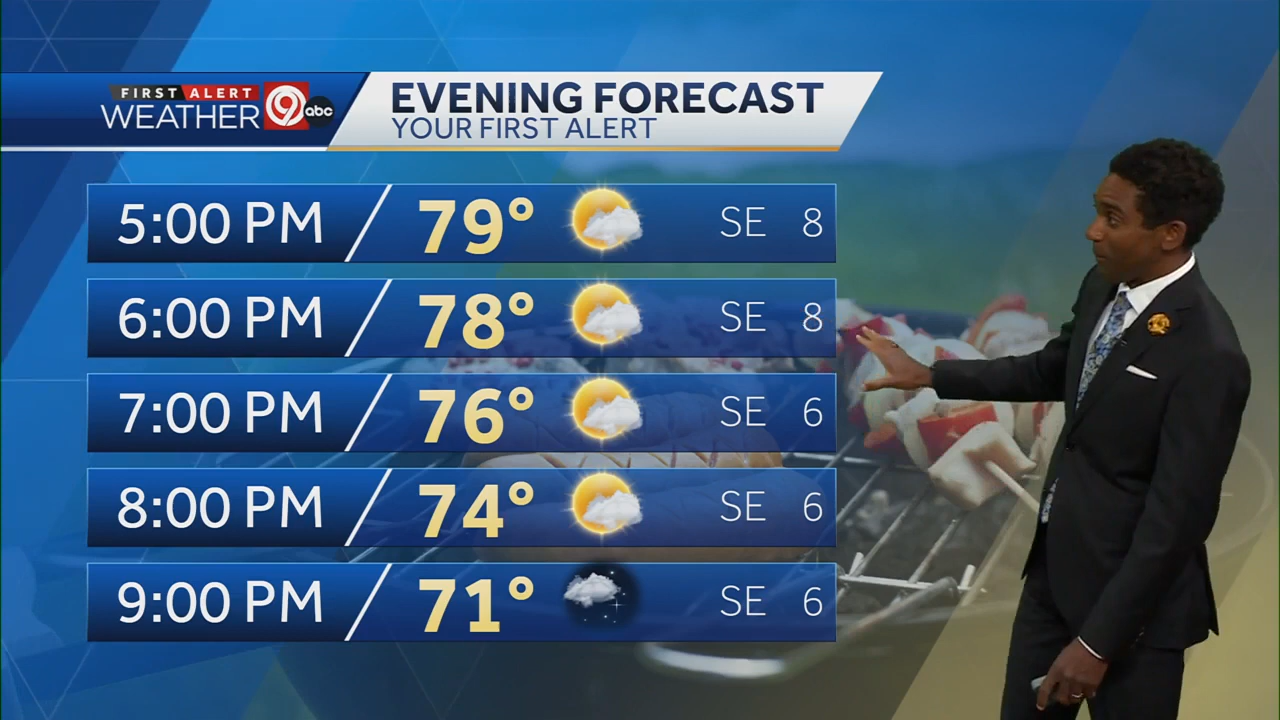 FIRST ALERT
WEATHER 9 abc
EVENING FORECAST
YOUR FIRST ALERT
5:00 PM 79° SE 8
6:00 PM 78° SE 8
7:00 PM 76° SE 6
8:00 PM 74° SE 6
9:00 PM 71° SE 6